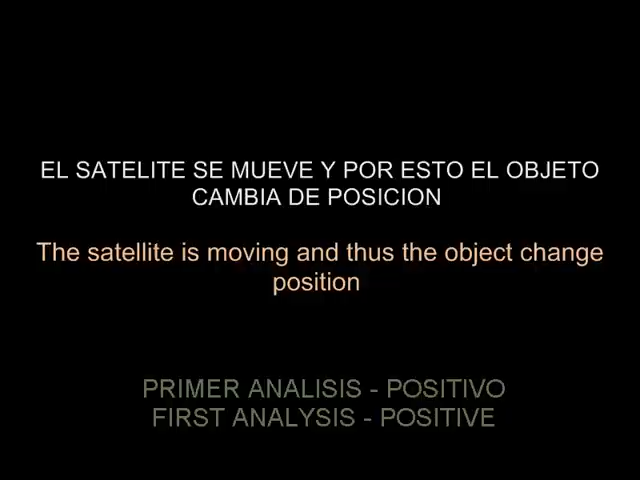 EL SATELITE SE MUEVE Y POR ESTO EL OBJETO
CAMBIA DE POSICION
The satellite is moving and thus the object change
position
PRIMER ANALISIS - POSITIVO
FIRST ANALYSIS - POSITIVE